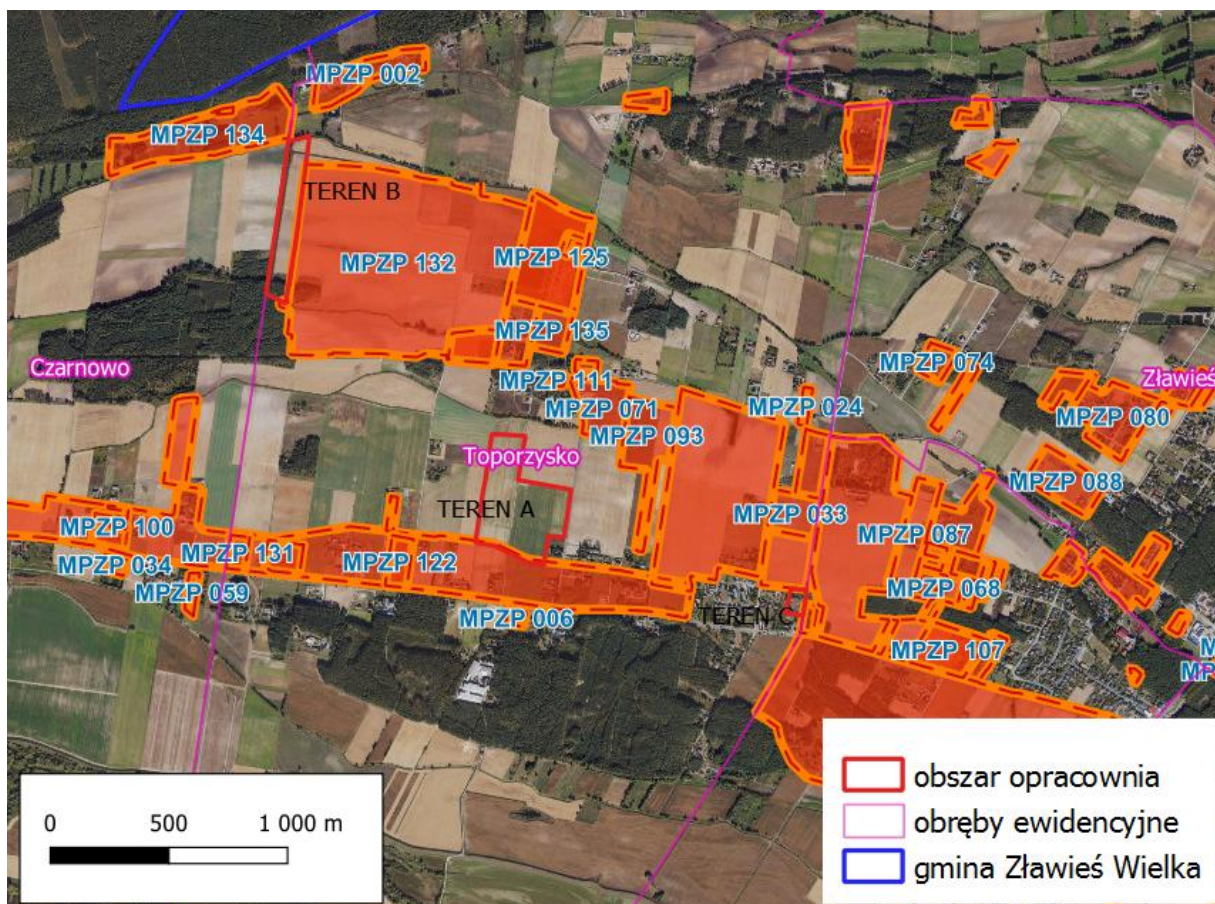 MPZP 002
MPZP 134
TEREN B
MPZP 132
MPZP 125
MPZP 135
Czarnowo
MPZP 111
MPZP 074
Zławieś
MPZP 071
MPZP 024
MPZP 080
MPZP 093
Toporzysko
MPZP 088
TEREN A
MPZP 033
MPZP 100
MPZP 087
MPZP 131
MPZP 122
MPZP 034
MPZP 059
MPZP 068
MPZP 006
TEREN C
MPZP 107
M
MP
0 500 1 000 m
obszar opracownia
obręby ewidencyjne
gmina Zławieś Wielka